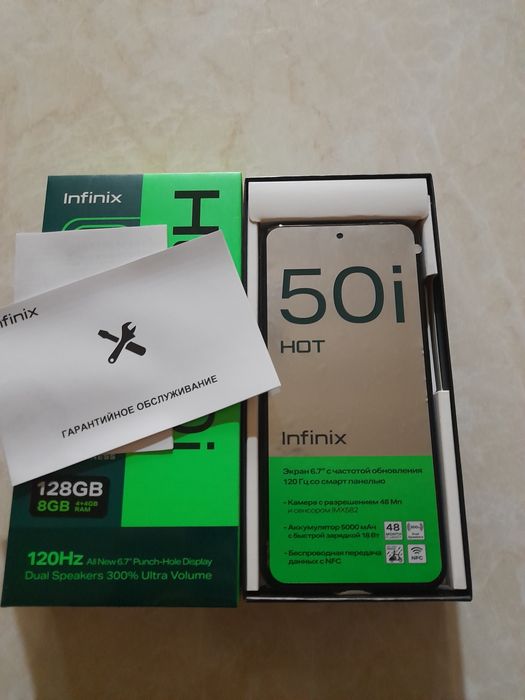 Infinix
H
i
nfinix
ГАРАНТИЙНОЕ ОБСЛУЖИВАНИЕ
128GB
8GB 4+4GB RAM
120Hz All New 6.7" Punch-Hole Display
Dual Speakers 300% Ultra Volume
50i
HOT
Infinix
Экран 6.7" с частотой обновления
120 Гц со смарт панелью
- Камера с разрешением 48 Мп
и сенсором IMX582
- Аккумулятор 5000 мАч
с быстрой зарядкой 18 Вт
- Беспроводная передача
данных с NFC
48
NFC